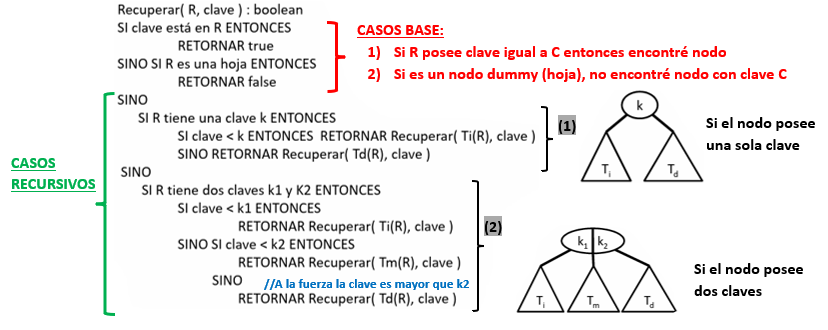 Recuperar( R, clave ) : boolean
SI clave está en R ENTONCES
RETORNAR true
SINO SI R es una hoja ENTONCES
RETORNAR false
CASOS BASE:
1) Si R posee clave igual a C entonces encontré nodo
2) Si es un nodo dummy (hoja), no encontré nodo con clave C
CASOS
RECURSIVOS
SINO
SI R tiene una clave k ENTONCES
SI clave < k ENTONCES RETORNAR Recuperar( Ti(R), clave )
SINO RETORNAR Recuperar( Td(R), clave )
(1)
k
Ti
Td
Si el nodo posee
una sola clave
SINO
SI R tiene dos claves k1 y K2 ENTONCES
SI clave < k1 ENTONCES
RETORNAR Recuperar( Ti(R), clave )
SINO SI clave < k2 ENTONCES
RETORNAR Recuperar( Tm(R), clave )
SINO //A la fuerza la clave es mayor que k2
RETORNAR Recuperar( Td(R), clave )
(2)
k1 k2
Ti
Tm
Td
Si el nodo posee
dos claves